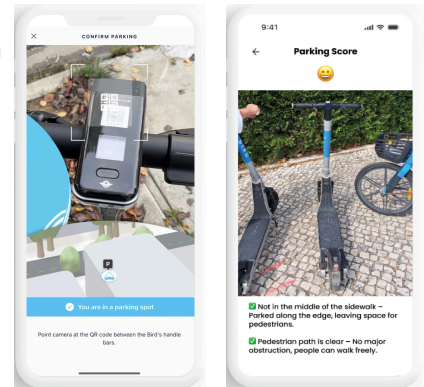 CONFIRM PARKING
P
You are in a parking spot
Point camera at the QR code between the Bird's handle
bars.
9:41
Parking Score
✅ Not in the middle of the sidewalk –
Parked along the edge, leaving space for
pedestrians.
✅ Pedestrian path is clear – No major
obstruction, people can walk freely.